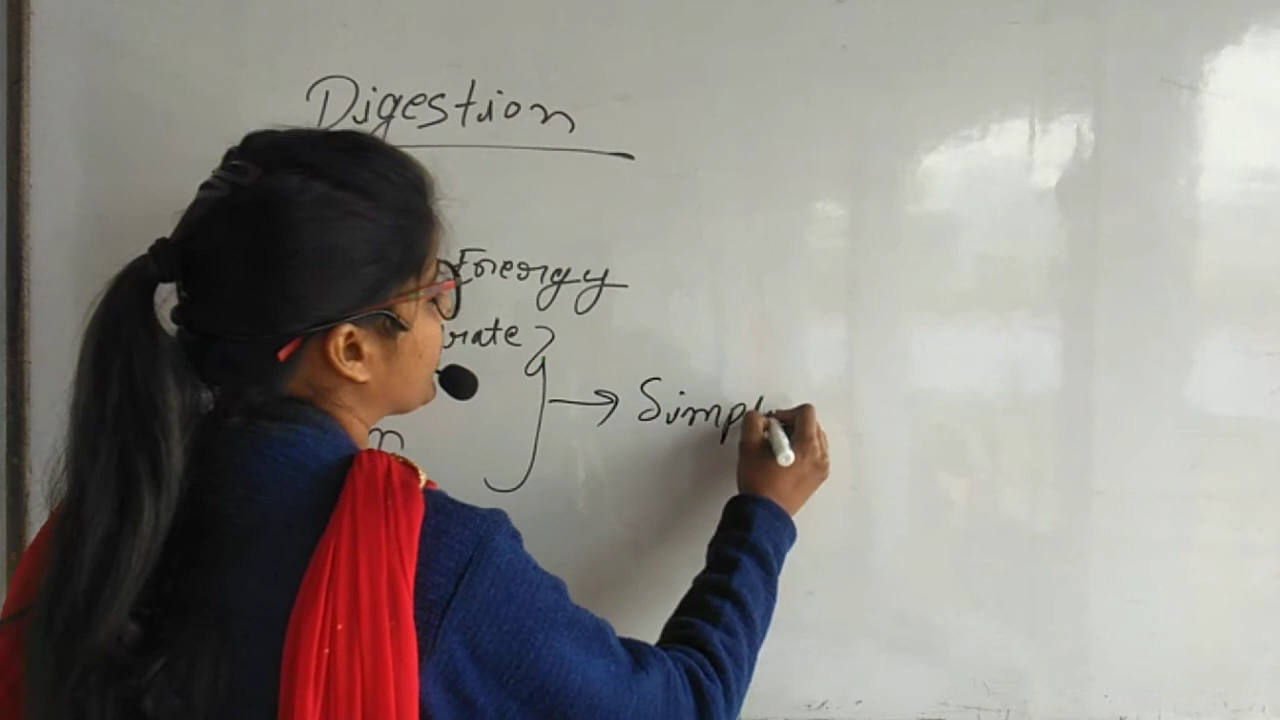 Digestion
Energy
rate
n
Simpl